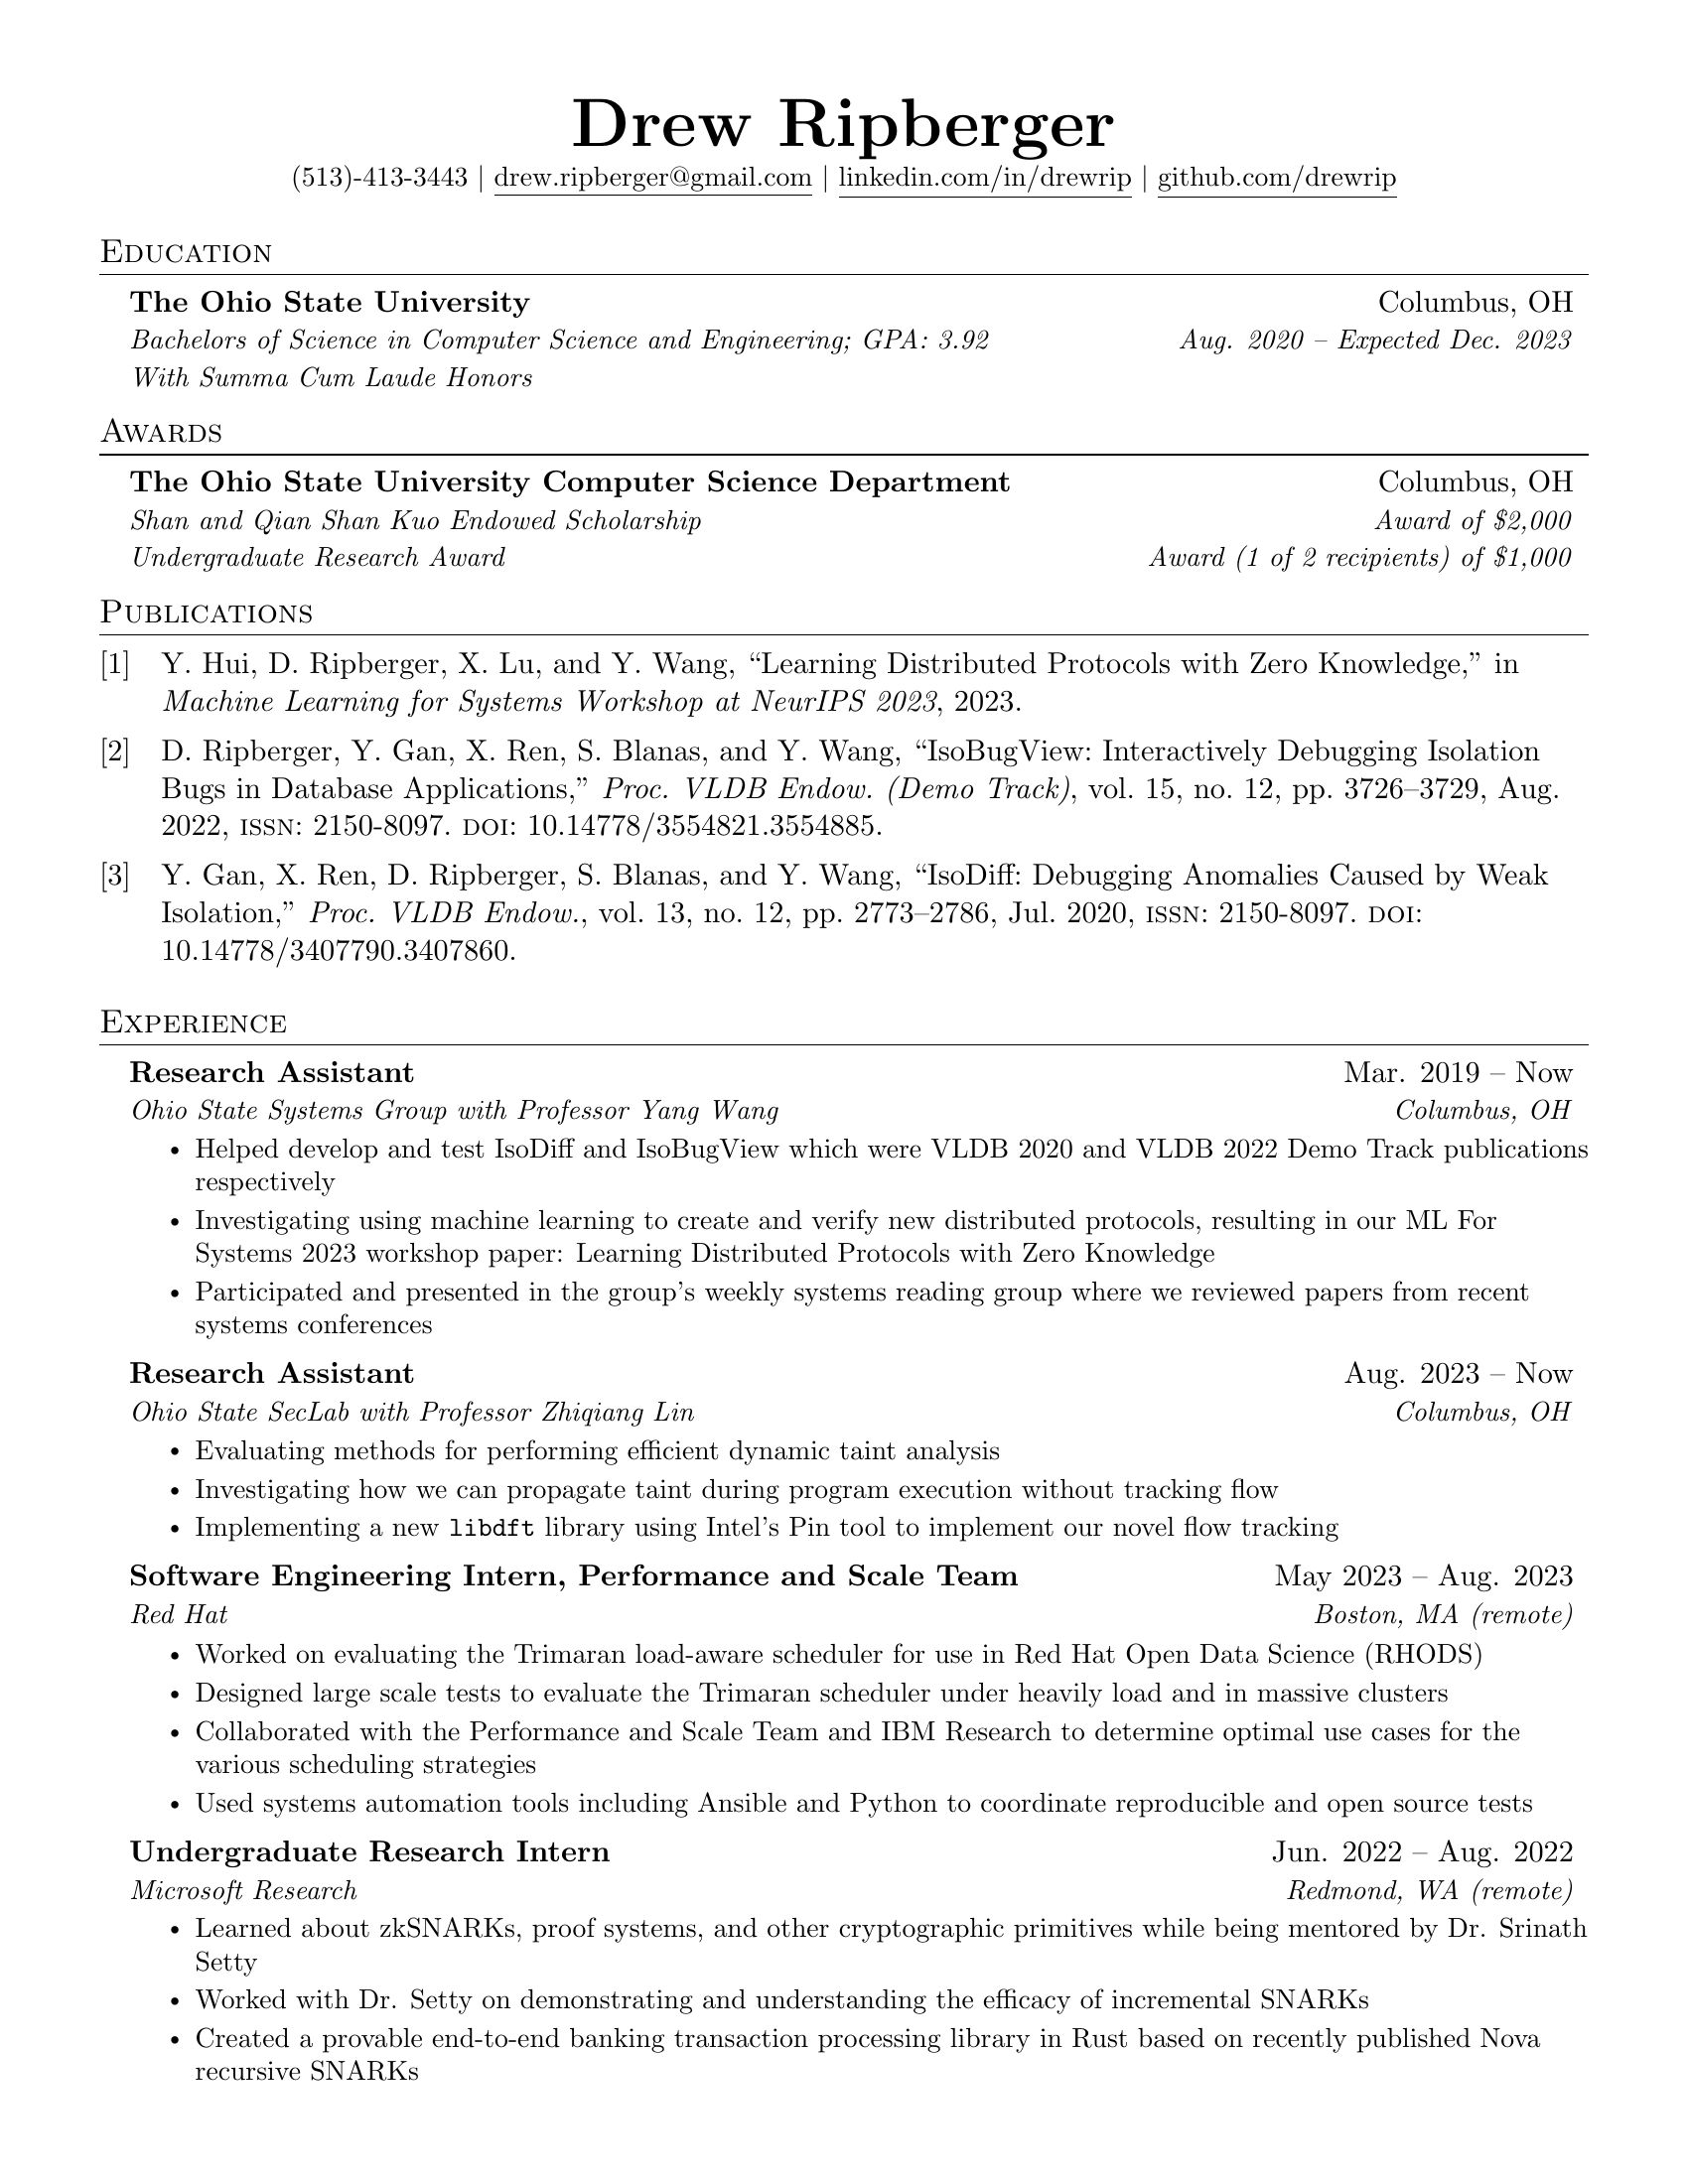 Drew Ripberger
(513)-413-3443 | drew.ripberger@gmail.com | linkedin.com/in/drewrip | github.com/drewrip
Education
The Ohio State University Columbus, OH
Bachelors of Science in Computer Science and Engineering; GPA: 3.92 Aug. 2020 – Expected Dec. 2023
With Summa Cum Laude Honors
Awards
The Ohio State University Computer Science Department Columbus, OH
Shan and Qian Shan Kuo Endowed Scholarship Award of $2,000
Undergraduate Research Award Award (1 of 2 recipients) of $1,000
Publications
[1] Y. Hui, D. Ripberger, X. Lu, and Y. Wang, “Learning Distributed Protocols with Zero Knowledge,” in
Machine Learning for Systems Workshop at NeurIPS 2023, 2023.
[2] D. Ripberger, Y. Gan, X. Ren, S. Blanas, and Y. Wang, “IsoBugView: Interactively Debugging Isolation
Bugs in Database Applications,” Proc. VLDB Endow. (Demo Track), vol. 15, no. 12, pp. 3726–3729, Aug.
2022, ISSN: 2150-8097. DOI: 10.14778/3554821.3554885.
[3] Y. Gan, X. Ren, D. Ripberger, S. Blanas, and Y. Wang, “IsoDiff: Debugging Anomalies Caused by Weak
Isolation,” Proc. VLDB Endow., vol. 13, no. 12, pp. 2773–2786, Jul. 2020, ISSN: 2150-8097. DOI:
10.14778/3407790.3407860.
Experience
Research Assistant Mar. 2019 – Now
Ohio State Systems Group with Professor Yang Wang Columbus, OH
• Helped develop and test IsoDiff and IsoBugView which were VLDB 2020 and VLDB 2022 Demo Track publications
respectively
• Investigating using machine learning to create and verify new distributed protocols, resulting in our ML For
Systems 2023 workshop paper: Learning Distributed Protocols with Zero Knowledge
• Participated and presented in the group's weekly systems reading group where we reviewed papers from recent
systems conferences
Research Assistant Aug. 2023 – Now
Ohio State SecLab with Professor Zhiqiang Lin Columbus, OH
• Evaluating methods for performing efficient dynamic taint analysis
• Investigating how we can propagate taint during program execution without tracking flow
• Implementing a new libdft library using Intel's Pin tool to implement our novel flow tracking
Software Engineering Intern, Performance and Scale Team May 2023 – Aug. 2023
Red Hat Boston, MA (remote)
• Worked on evaluating the Trimaran load-aware scheduler for use in Red Hat Open Data Science (RHODS)
• Designed large scale tests to evaluate the Trimaran scheduler under heavily load and in massive clusters
• Collaborated with the Performance and Scale Team and IBM Research to determine optimal use cases for the
various scheduling strategies
• Used systems automation tools including Ansible and Python to coordinate reproducible and open source tests
Undergraduate Research Intern Jun. 2022 – Aug. 2022
Microsoft Research Redmond, WA (remote)
• Learned about zkSNARKs, proof systems, and other cryptographic primitives while being mentored by Dr. Srinath
Setty
• Worked with Dr. Setty on demonstrating and understanding the efficacy of incremental SNARKs
• Created a provable end-to-end banking transaction processing library in Rust based on recently published Nova
recursive SNARKs